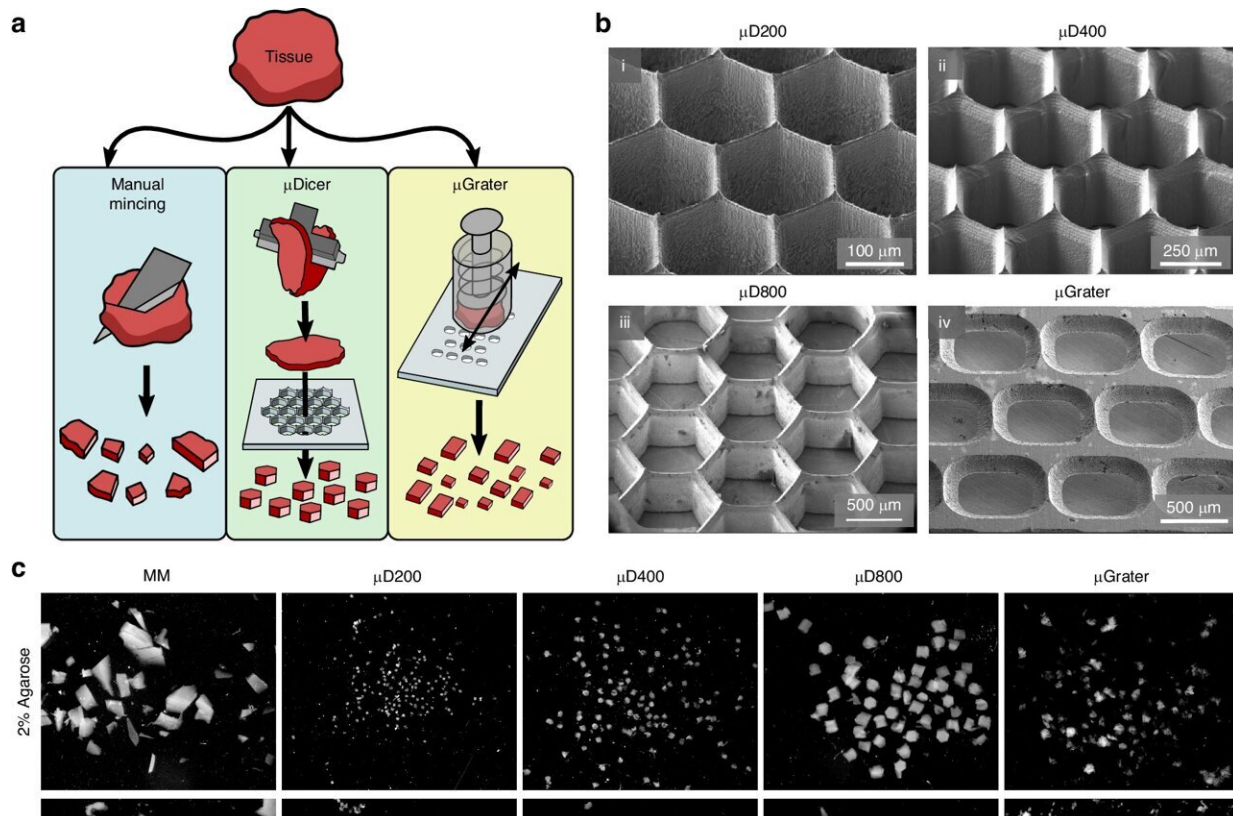 a
Tissue
Manual
mincing
μDicer
μGrater
b
μD200
i
100 μm
μD400
ii
250 μm
μD800
iii
500 μm
μGrater
iv
500 μm
c
MM
μD200
μD400
μD800
μGrater
2% Agarose